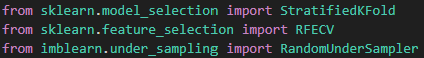 from sklearn.model_selection import StratifiedKFold
from sklearn.feature_selection import RFECV
from imblearn.under_sampling import RandomUnderSampler